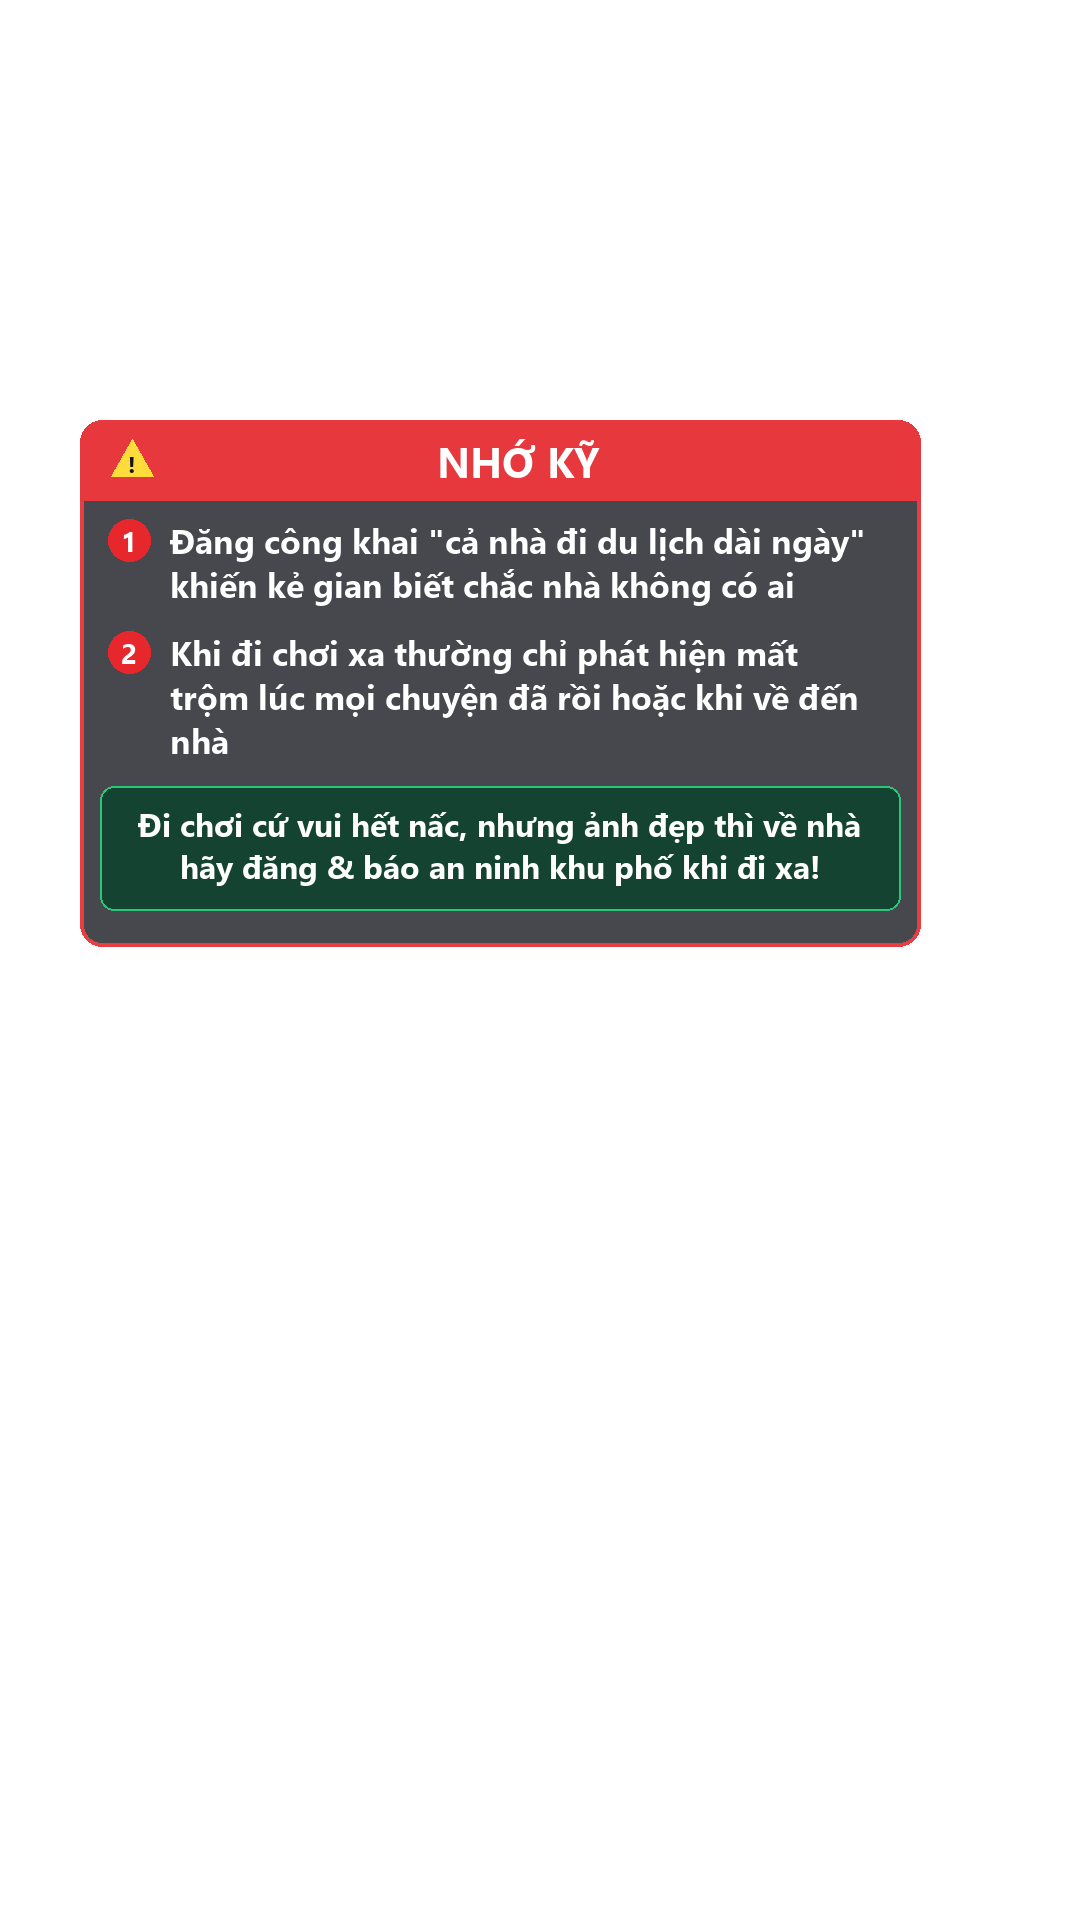 !
NHỚ KỸ
1 Đăng công khai "cả nhà đi du lịch dài ngày"
khiến kẻ gian biết chắc nhà không có ai
2 Khi đi chơi xa thường chỉ phát hiện mất
trộm lúc mọi chuyện đã rồi hoặc khi về đến
nhà
Đi chơi cứ vui hết nấc, nhưng ảnh đẹp thì về nhà
hãy đăng & báo an ninh khu phố khi đi xa!